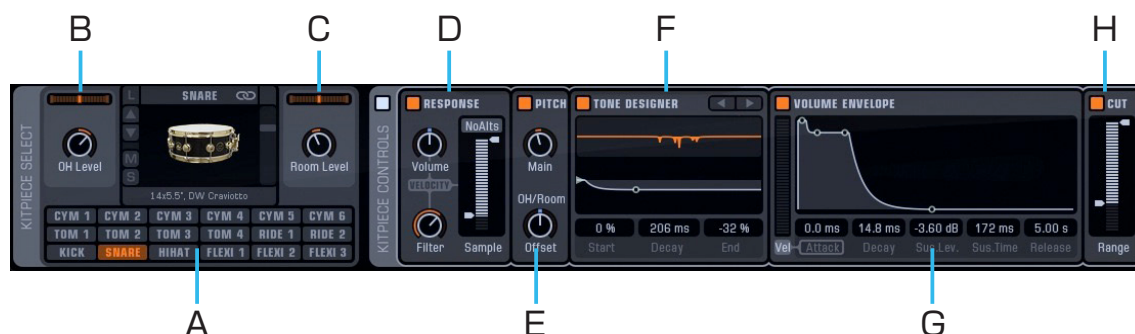 B
C
D
F
H
KITPIECE SELECT
OH Level
L
SNARE
M
S
14x5.5", DW Craviotto
Room Level
CYM 1 CYM 2 CYM 3 CYM 4 CYM 5 CYM 6
TOM 1 TOM 2 TOM 3 TOM 4 RIDE 1 RIDE 2
KICK SNARE HIHAT FLEXI 1 FLEXI 2 FLEXI 3
KITPIECE CONTROLS
RESPONSE
Volume
VELOCITY
Filter
NoAlts
Sample
PITCH
Main
OH/Room
Offset
TONE DESIGNER
0 % 206 ms -32 %
Start Decay End
VOLUME ENVELOPE
0.0 ms 14.8 ms -3.60 dB 172 ms 5.00 s
Vel Attack Decay Sus.Lev. Sus.Time Release
CUT
Range
A
E
G